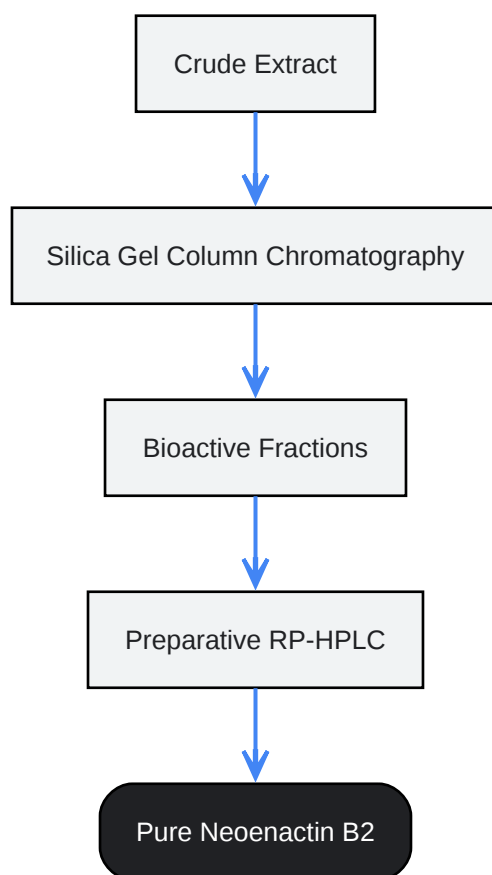 Crude Extract
Silica Gel Column Chromatography
Bioactive Fractions
Preparative RP-HPLC
Pure Neoenactin B2